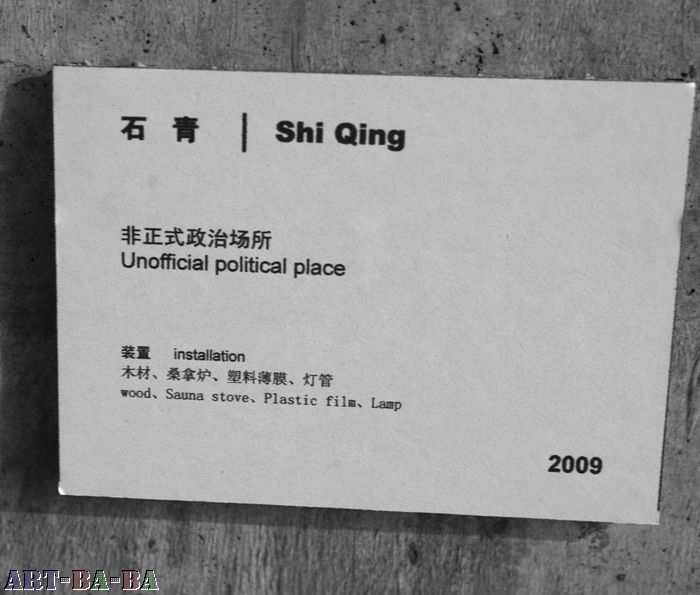 石 青 | Shi Qing
非正式政治场所
Unofficial political place
装置 installation
木材、桑拿炉、塑料薄膜、灯管
wood、Sauna stove、Plastic film、Lamp
2009
ART-BA-BA